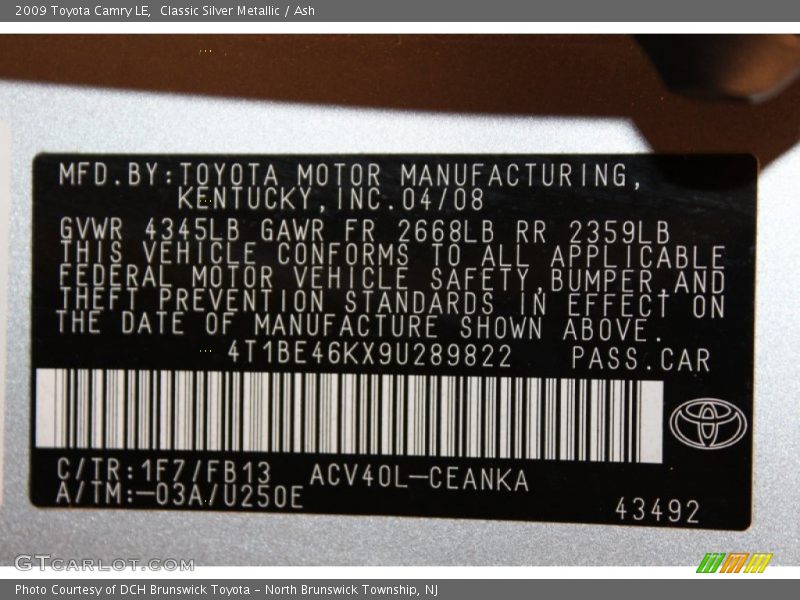 2009 Toyota Camry LE, Classic Silver Metallic / Ash
MFD.BY:TOYOTA MOTOR MANUFACTURING,
KENTUCKY,INC.04/08
GVWR 4345LB GAWR FR 2668LB RR 2359LB
THIS VEHICLE CONFORMS TO ALL APPLICABLE
FEDERAL MOTOR VEHICLE SAFETY,BUMPER,AND
THEFT PREVENTION STANDARDS IN EFFECT ON
THE DATE OF MANUFACTURE SHOWN ABOVE.
4T1BE46KX9U289822 PASS.CAR
C/TR:1F7/FB13 ACV40L-CEANKA
A/TM:-03A/U250E
43492
GTcarlot.com
Photo Courtesy of DCH Brunswick Toyota - North Brunswick Township, NJ